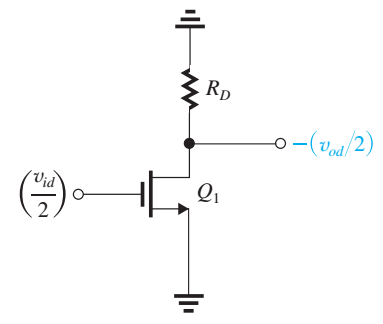 R_D
−(v_od/2)
(v_id/2)
Q_1